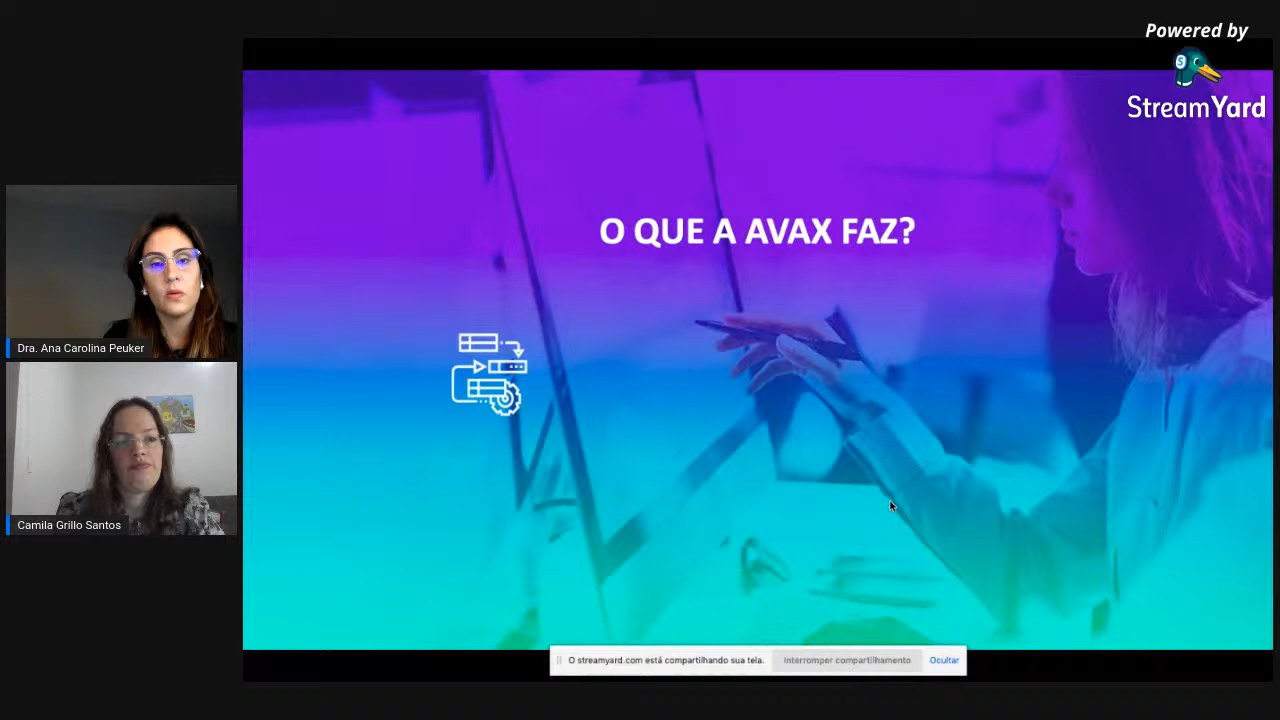 Powered by
StreamYard
O QUE A AVAX FAZ?
Dra. Ana Carolina Peuker
Camila Grillo Santos
O streamyard.com está compartilhando sua tela.
Interromper compartilhamento
Ocultar